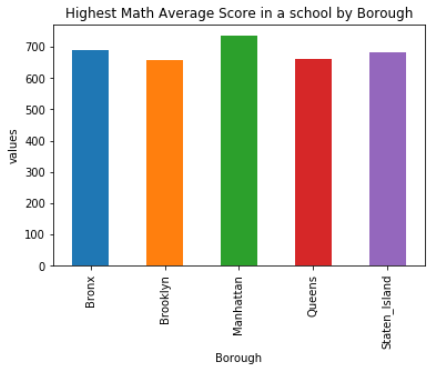 Highest Math Average Score in a school by Borough
700
600
500
400
300
200
100
0
values
Bronx
Brooklyn
Manhattan
Queens
Staten_Island
Borough